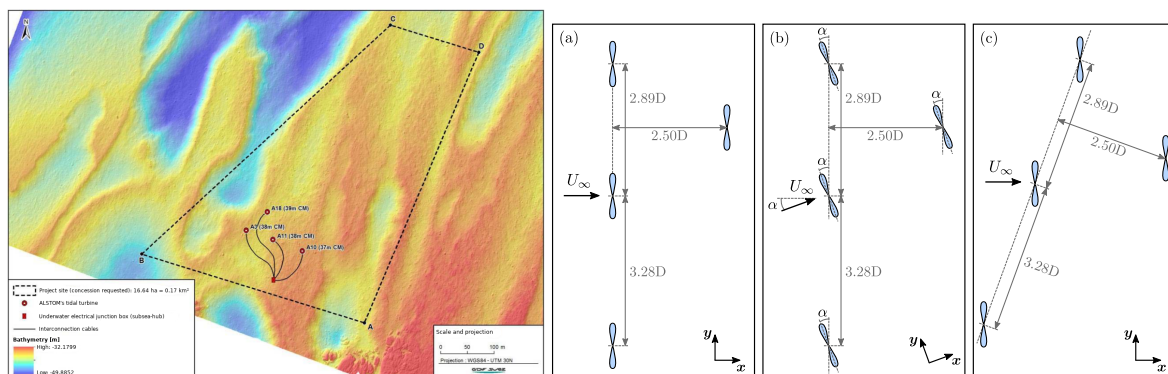 N
C
D
A18 (39m CM)
A3 (38m CM)
A11 (38m CM)
A10 (37m CM)
B
A
Project site (concession requested): 16.64 ha = 0.17 km²
ALSTOM's tidal turbine
Underwater electrical junction box (subsea-hub)
Interconnection cables
Bathymetry [m]
High: -32.1799
Low: -49.8852
Scale and projection
0 50 100 m
Projection : WGS84 - UTM 30N
(a)
2.89D
2.50D
U∞
3.28D
y
x
(b)
α
α
2.89D
2.50D
α
U∞
α
3.28D
α
y
x
(c)
2.89D
2.50D
U∞
3.28D
y
x